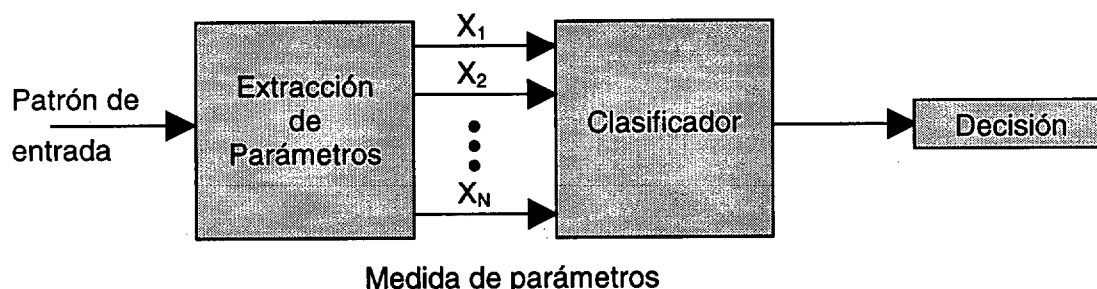 Patrón de
entrada
Extracción
de
Parámetros
X1
X2
XN
Clasificador
Decisión
Medida de parámetros